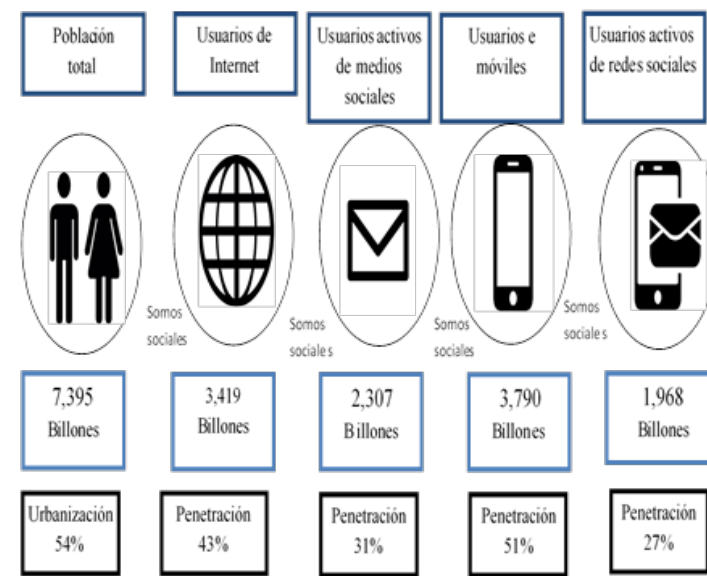 Población
total
Usuarios de
Internet
Usuarios activos
de medios
sociales
Usuarios e
móviles
Usuarios activos
de redes sociales
Somos
sociales
Somos
sociale s
Somos
sociales
Somos
sociale s
7,395
Billones
3,419
Billones
2,307
Billones
3,790
Billones
1,968
Billones
Urbanización
54%
Penetración
43%
Penetración
31%
Penetración
51%
Penetración
27%